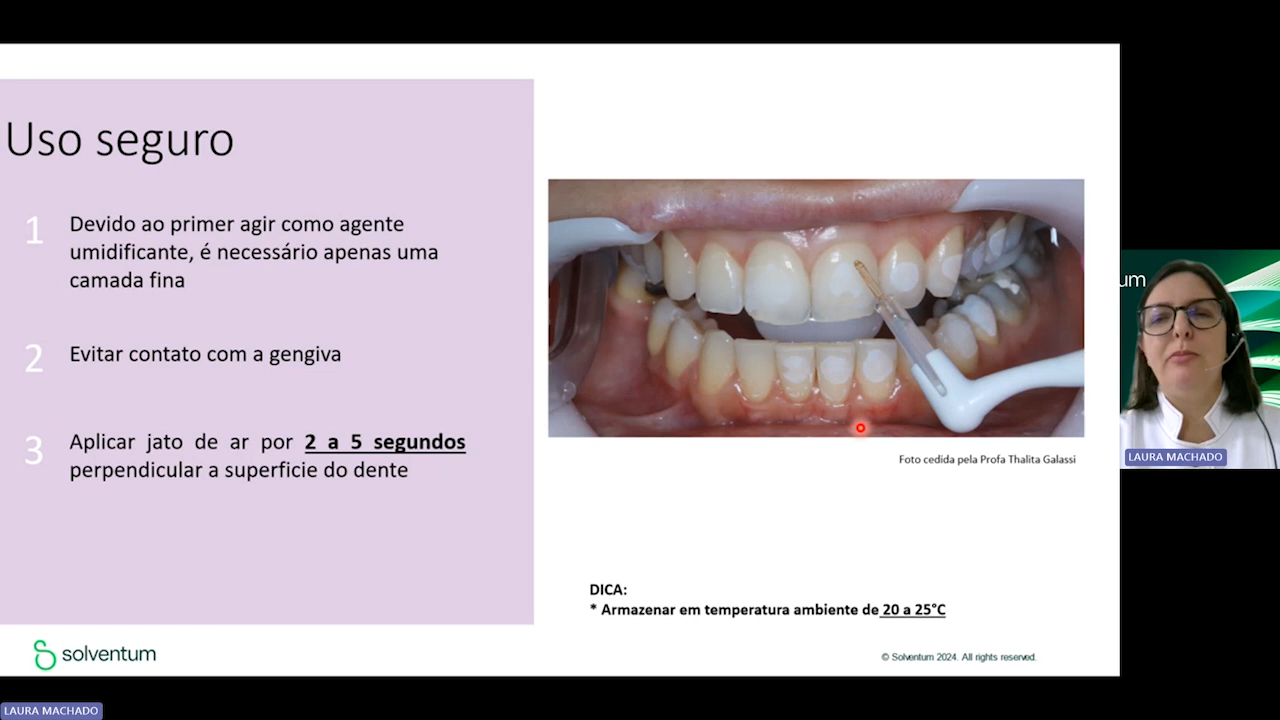 Uso seguro
1
Devido ao primer agir como agente
umidificante, é necessário apenas uma
camada fina
2
Evitar contato com a gengiva
3
Aplicar jato de ar por 2 a 5 segundos
perpendicular a superficie do dente
Foto cedida pela Profa Thalita Galassi
DICA:
* Armazenar em temperatura ambiente de 20 a 25°C
solventum
© Solventum 2024. All rights reserved.
um
LAURA MACHADO
LAURA MACHADO